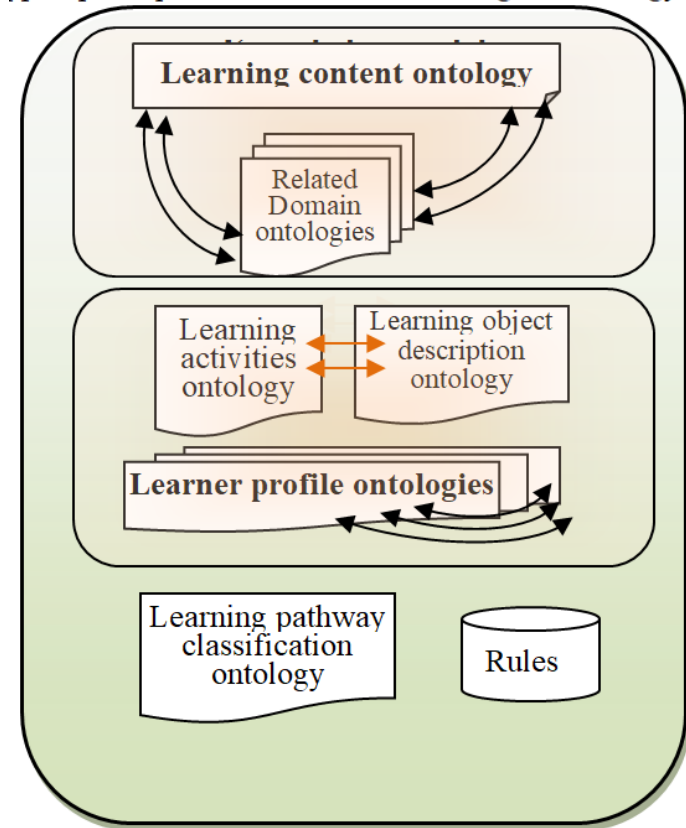 Learning content ontology
Related
Domain
ontologies
Learning
activities
ontology
Learning object
description
ontology
Learner profile ontologies
Learning pathway
classification
ontology
Rules